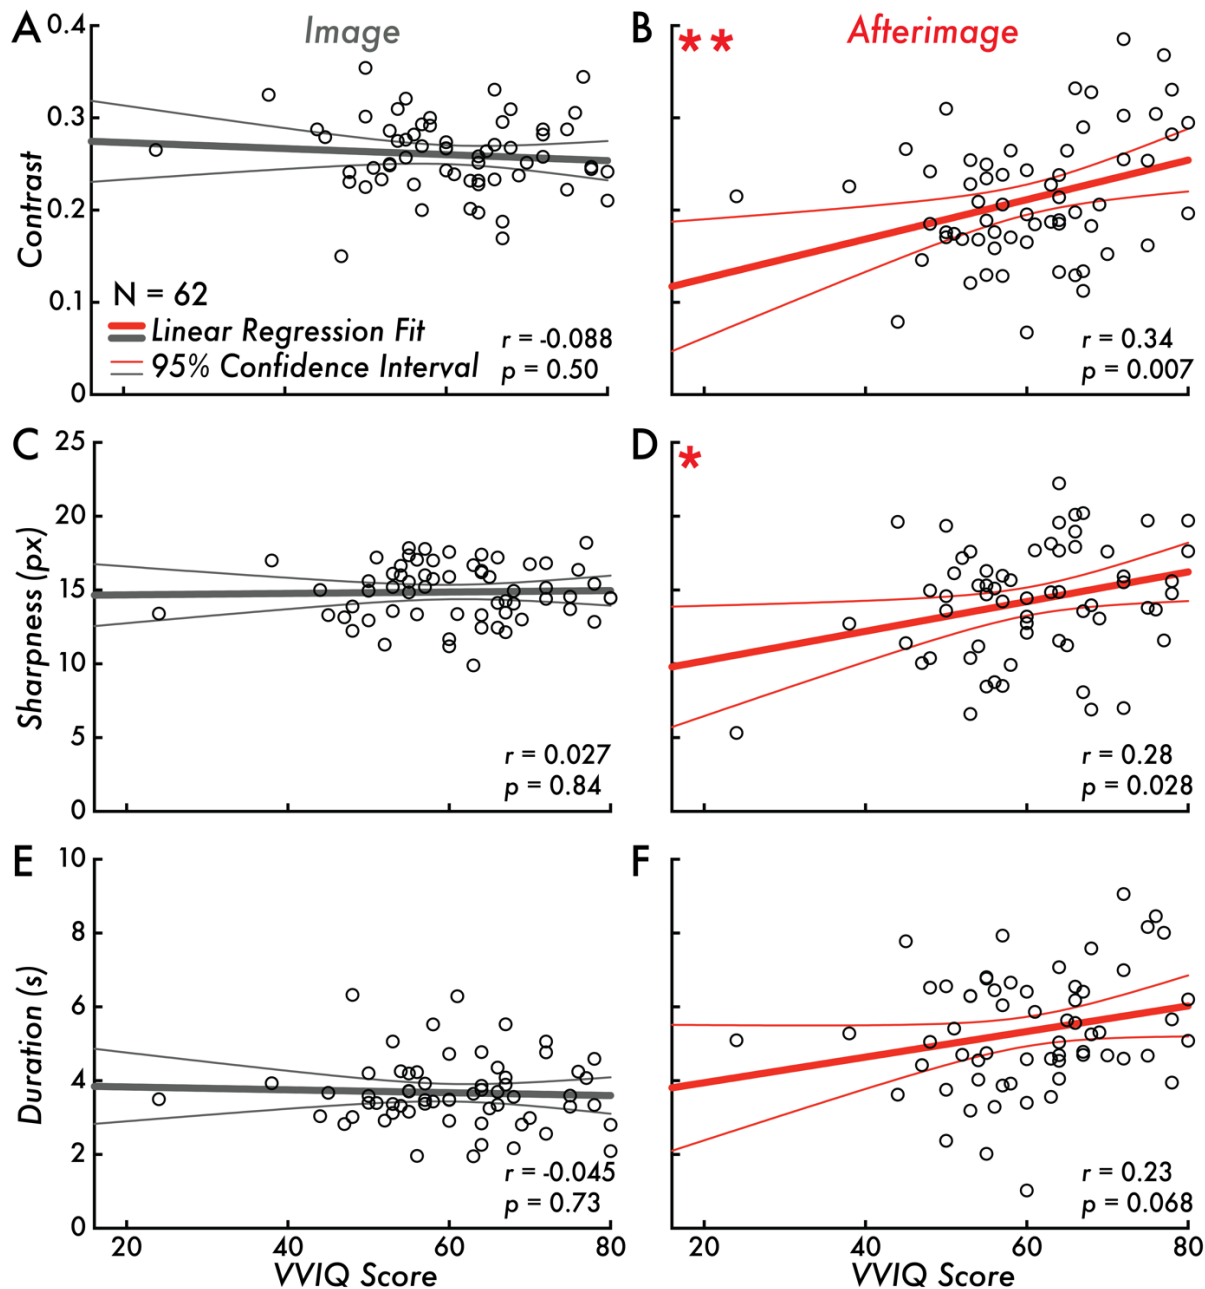 A
Image
0.4
0.3
0.2
0.1
0
Contrast
N = 62
Linear Regression Fit
95% Confidence Interval
r = -0.088
p = 0.50
B
**
Afterimage
r = 0.34
p = 0.007
C
25
20
15
10
5
0
Sharpness (px)
r = 0.027
p = 0.84
D
*
r = 0.28
p = 0.028
E
10
8
6
4
2
0
Duration (s)
r = -0.045
p = 0.73
20 40 60 80
VVIQ Score
F
r = 0.23
p = 0.068
20 40 60 80
VVIQ Score